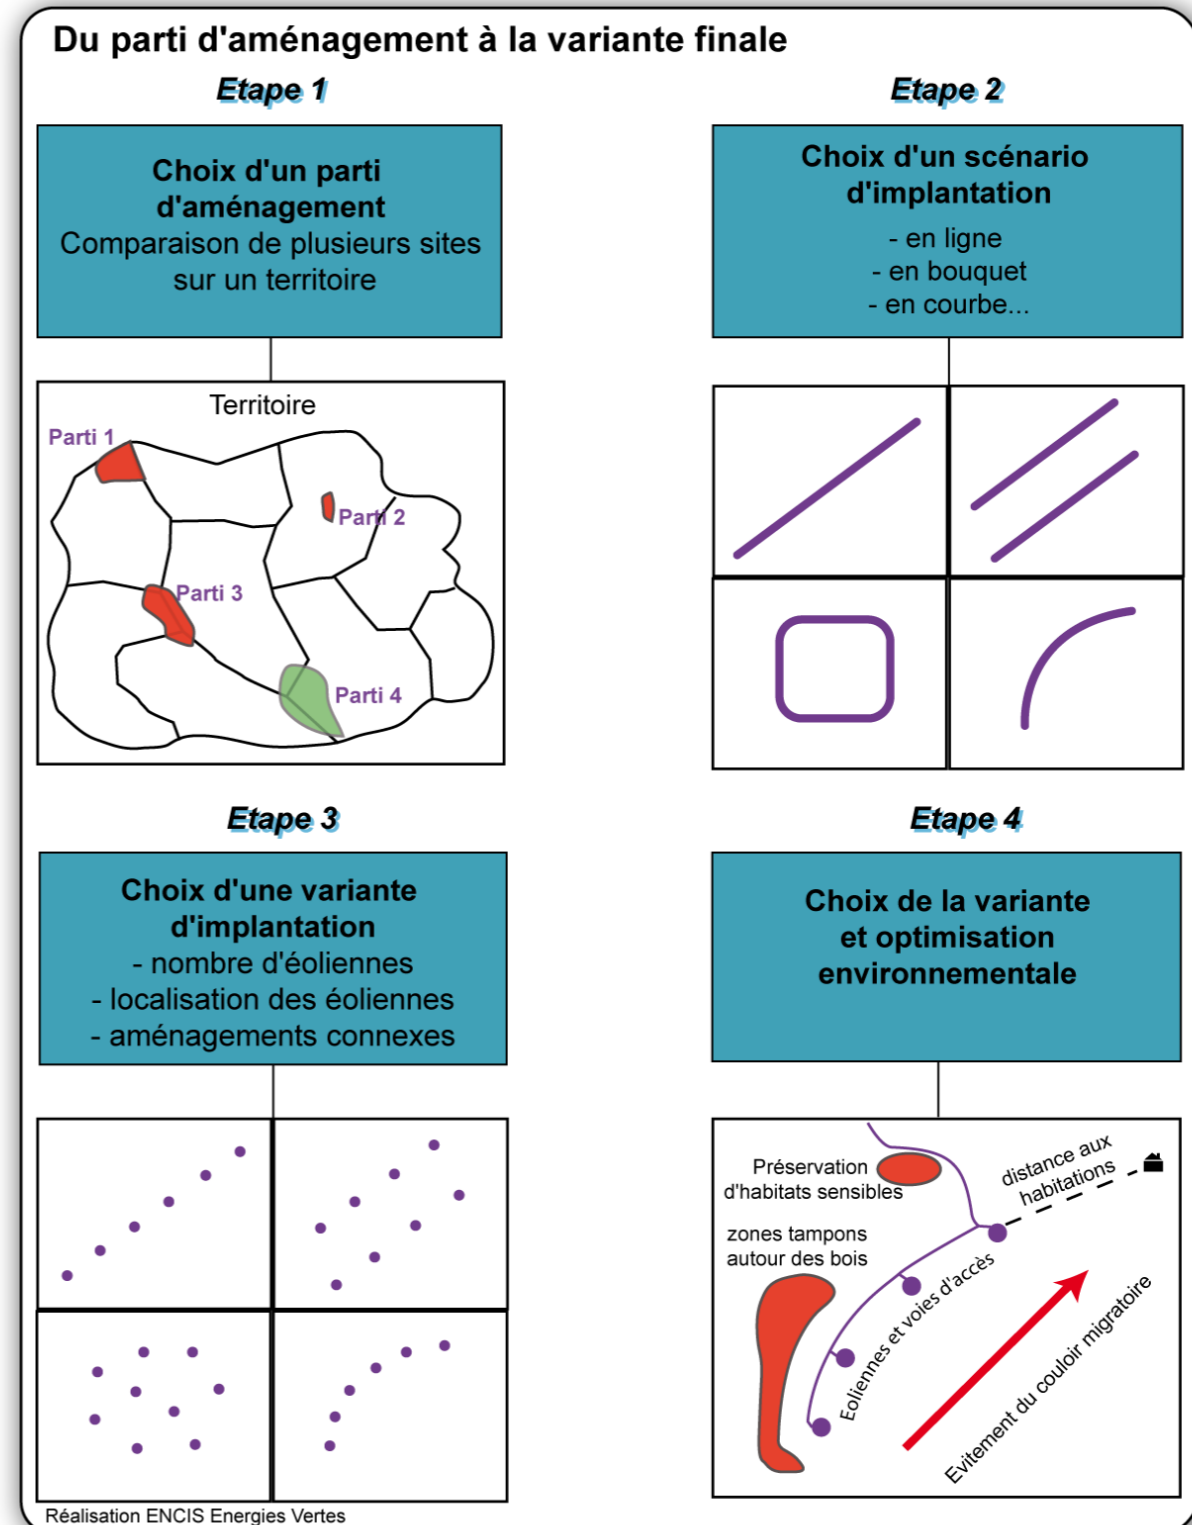 Du parti d'aménagement à la variante finale
Etape 1
Choix d'un parti
d'aménagement
Comparaison de plusieurs sites
sur un territoire
Territoire
Parti 1
Parti 2
Parti 3
Parti 4
Etape 2
Choix d'un scénario
d'implantation
- en ligne
- en bouquet
- en courbe...
Etape 3
Choix d'une variante
d'implantation
- nombre d'éoliennes
- localisation des éoliennes
- aménagements connexes
Etape 4
Choix de la variante
et optimisation
environnementale
Préservation
d'habitats sensibles
distance aux
habitations
zones tampons
autour des bois
Eoliennes et voies d'accès
Evitement du couloir migratoire
Réalisation ENCIS Energies Vertes